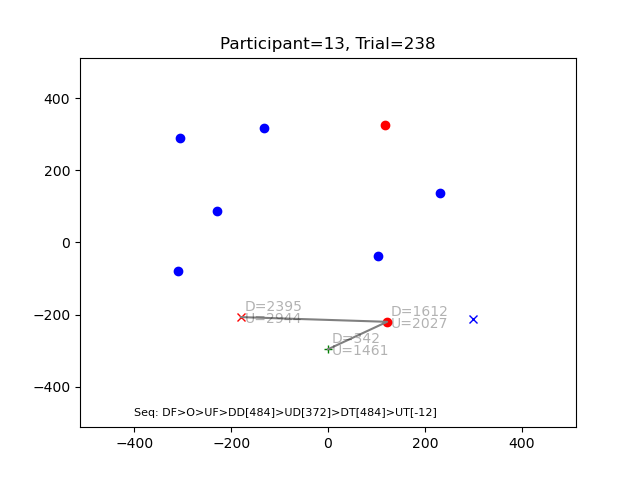 Participant=13, Trial=238
400
200
0
−200
−400
D=2395
U=2944
D=1612
U=2027
D=342
U=1461
Seq: DF>O>UF>DD[484]>UD[372]>DT[484]>UT[-12]
−400
−200
0
200
400